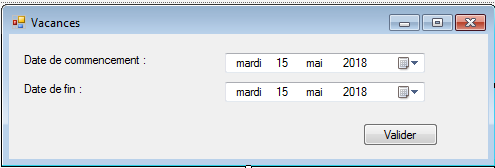 Vacances
Date de commencement : mardi 15 mai 2018
Date de fin : mardi 15 mai 2018
Valider